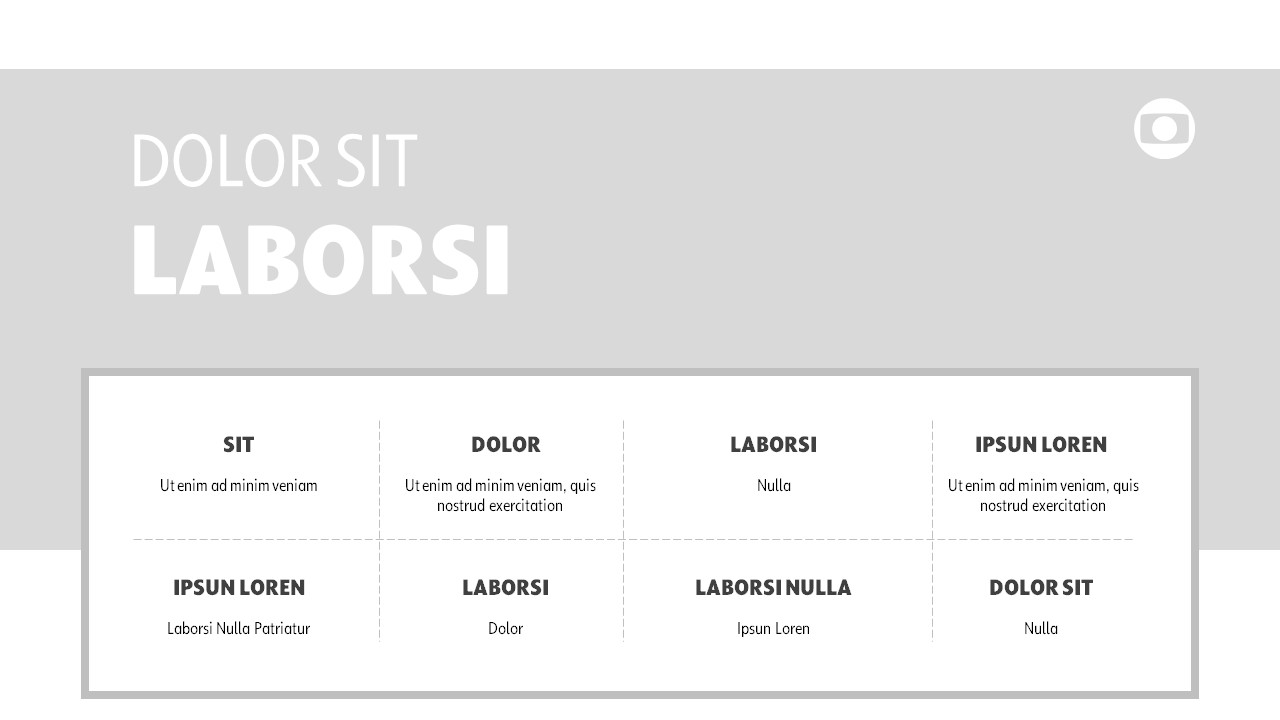 DOLOR SIT
LABORSI
SIT
Ut enim ad minim veniam
DOLOR
Ut enim ad minim veniam, quis
nostrud exercitation
LABORSI
Nulla
IPSUN LOREN
Ut enim ad minim veniam, quis
nostrud exercitation
IPSUN LOREN
Laborsi Nulla Patriatur
LABORSI
Dolor
LABORSI NULLA
Ipsun Loren
DOLOR SIT
Nulla